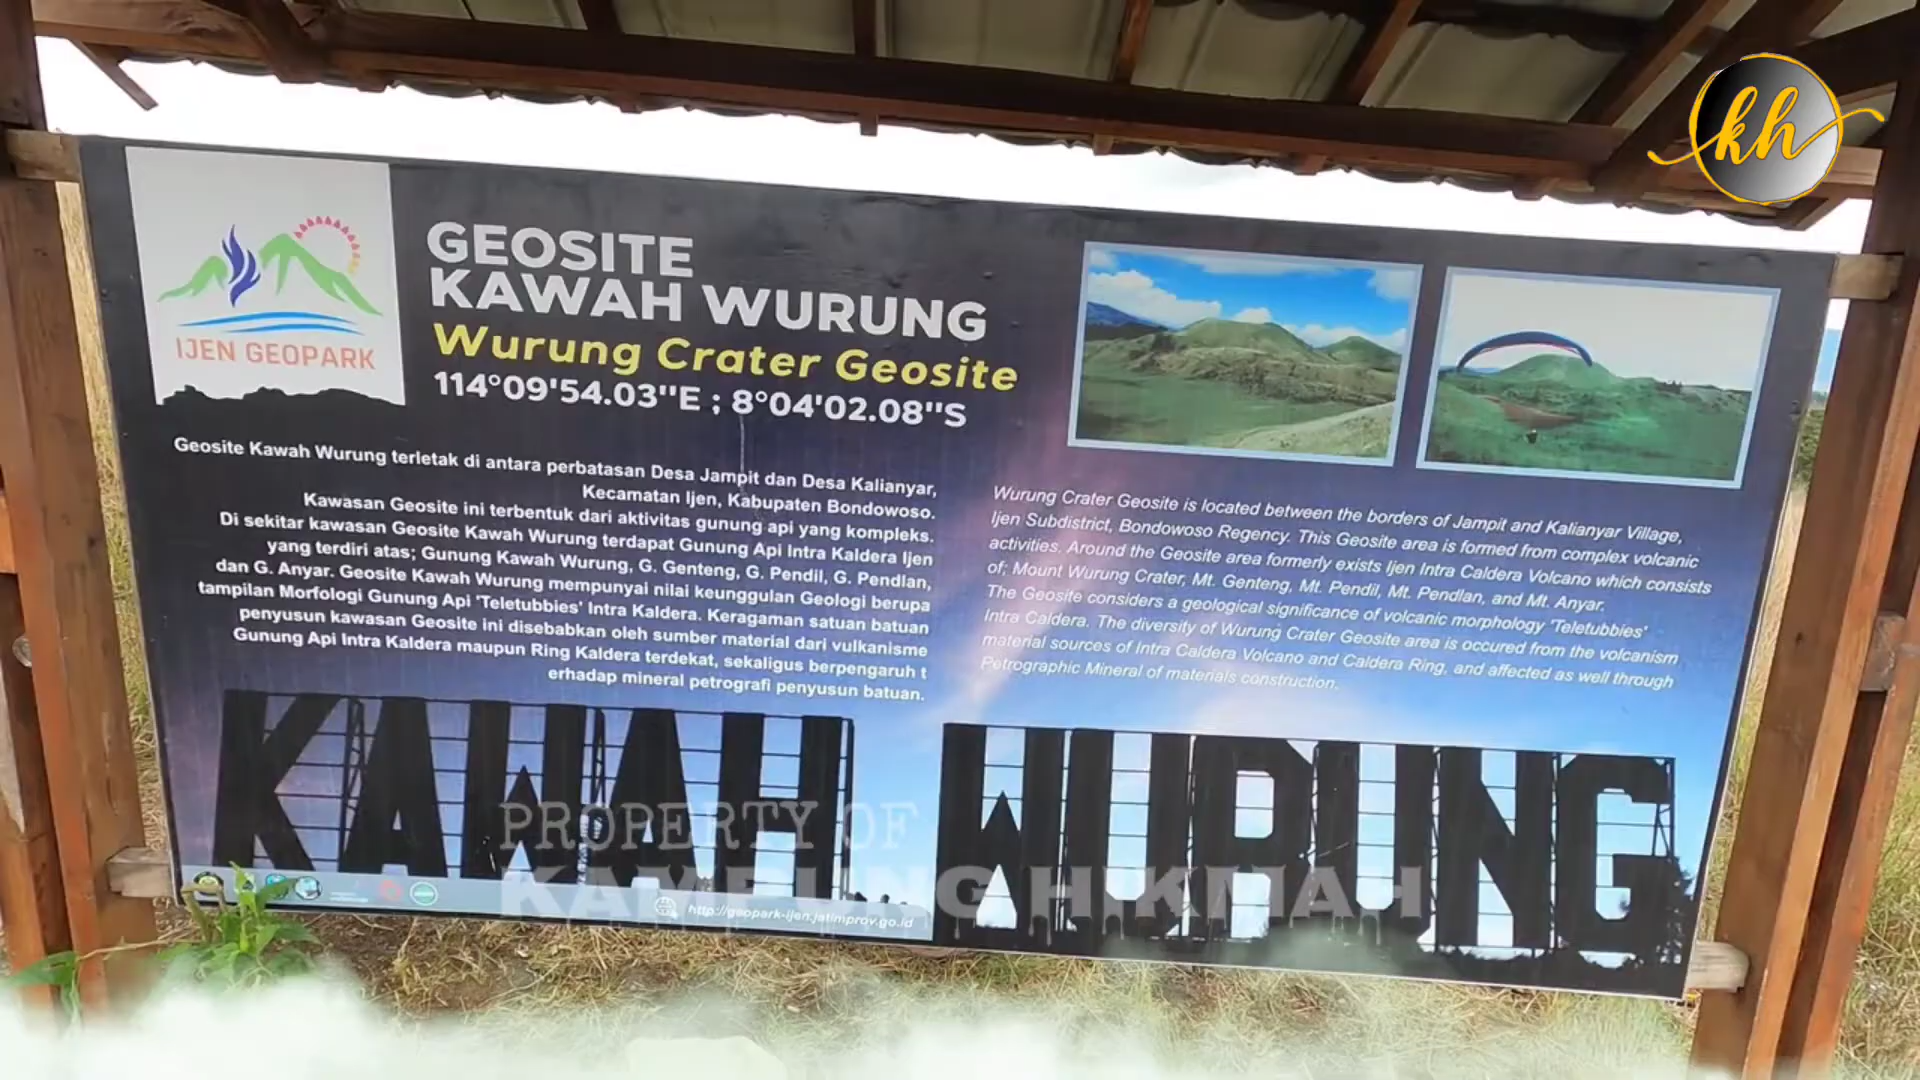 kh
IJEN GEOPARK
GEOSITE
KAWAH WURUNG
Wurung Crater Geosite
114°09'54.03''E ; 8°04'02.08''S
Geosite Kawah Wurung terletak di antara perbatasan Desa Jampit dan Desa Kalianyar,
Kecamatan Ijen, Kabupaten Bondowoso.
Kawasan Geosite ini terbentuk dari aktivitas gunung api yang kompleks.
Di sekitar kawasan Geosite Kawah Wurung terdapat Gunung Api Intra Kaldera Ijen
yang terdiri atas; Gunung Kawah Wurung, G. Genteng, G. Pendil, G. Pendlan,
dan G. Anyar. Geosite Kawah Wurung mempunyai nilai keunggulan Geologi berupa
tampilan Morfologi Gunung Api 'Teletubbies' Intra Kaldera. Keragaman satuan batuan
penyusun kawasan Geosite ini disebabkan oleh sumber material dari vulkanisme
Gunung Api Intra Kaldera maupun Ring Kaldera terdekat, sekaligus berpengaruh t
erhadap mineral petrografi penyusun batuan.
Wurung Crater Geosite is located between the borders of Jampit and Kalianyar Village,
Ijen Subdistrict, Bondowoso Regency. This Geosite area is formed from complex volcanic
activities. Around the Geosite area formerly exists Ijen Intra Caldera Volcano which consists
of; Mount Wurung Crater, Mt. Genteng, Mt. Pendil, Mt. Pendlan, and Mt. Anyar.
The Geosite considers a geological significance of volcanic morphology 'Teletubbies'
Intra Caldera. The diversity of Wurung Crater Geosite area is occured from the volcanism
material sources of Intra Caldera Volcano and Caldera Ring, and affected as well through
Petrographic Mineral of materials construction.
KAWAH WURUNG
PROPERTY OF
KAMPUNG HIKMAH
http://geopark-ijen.jatimprov.go.id